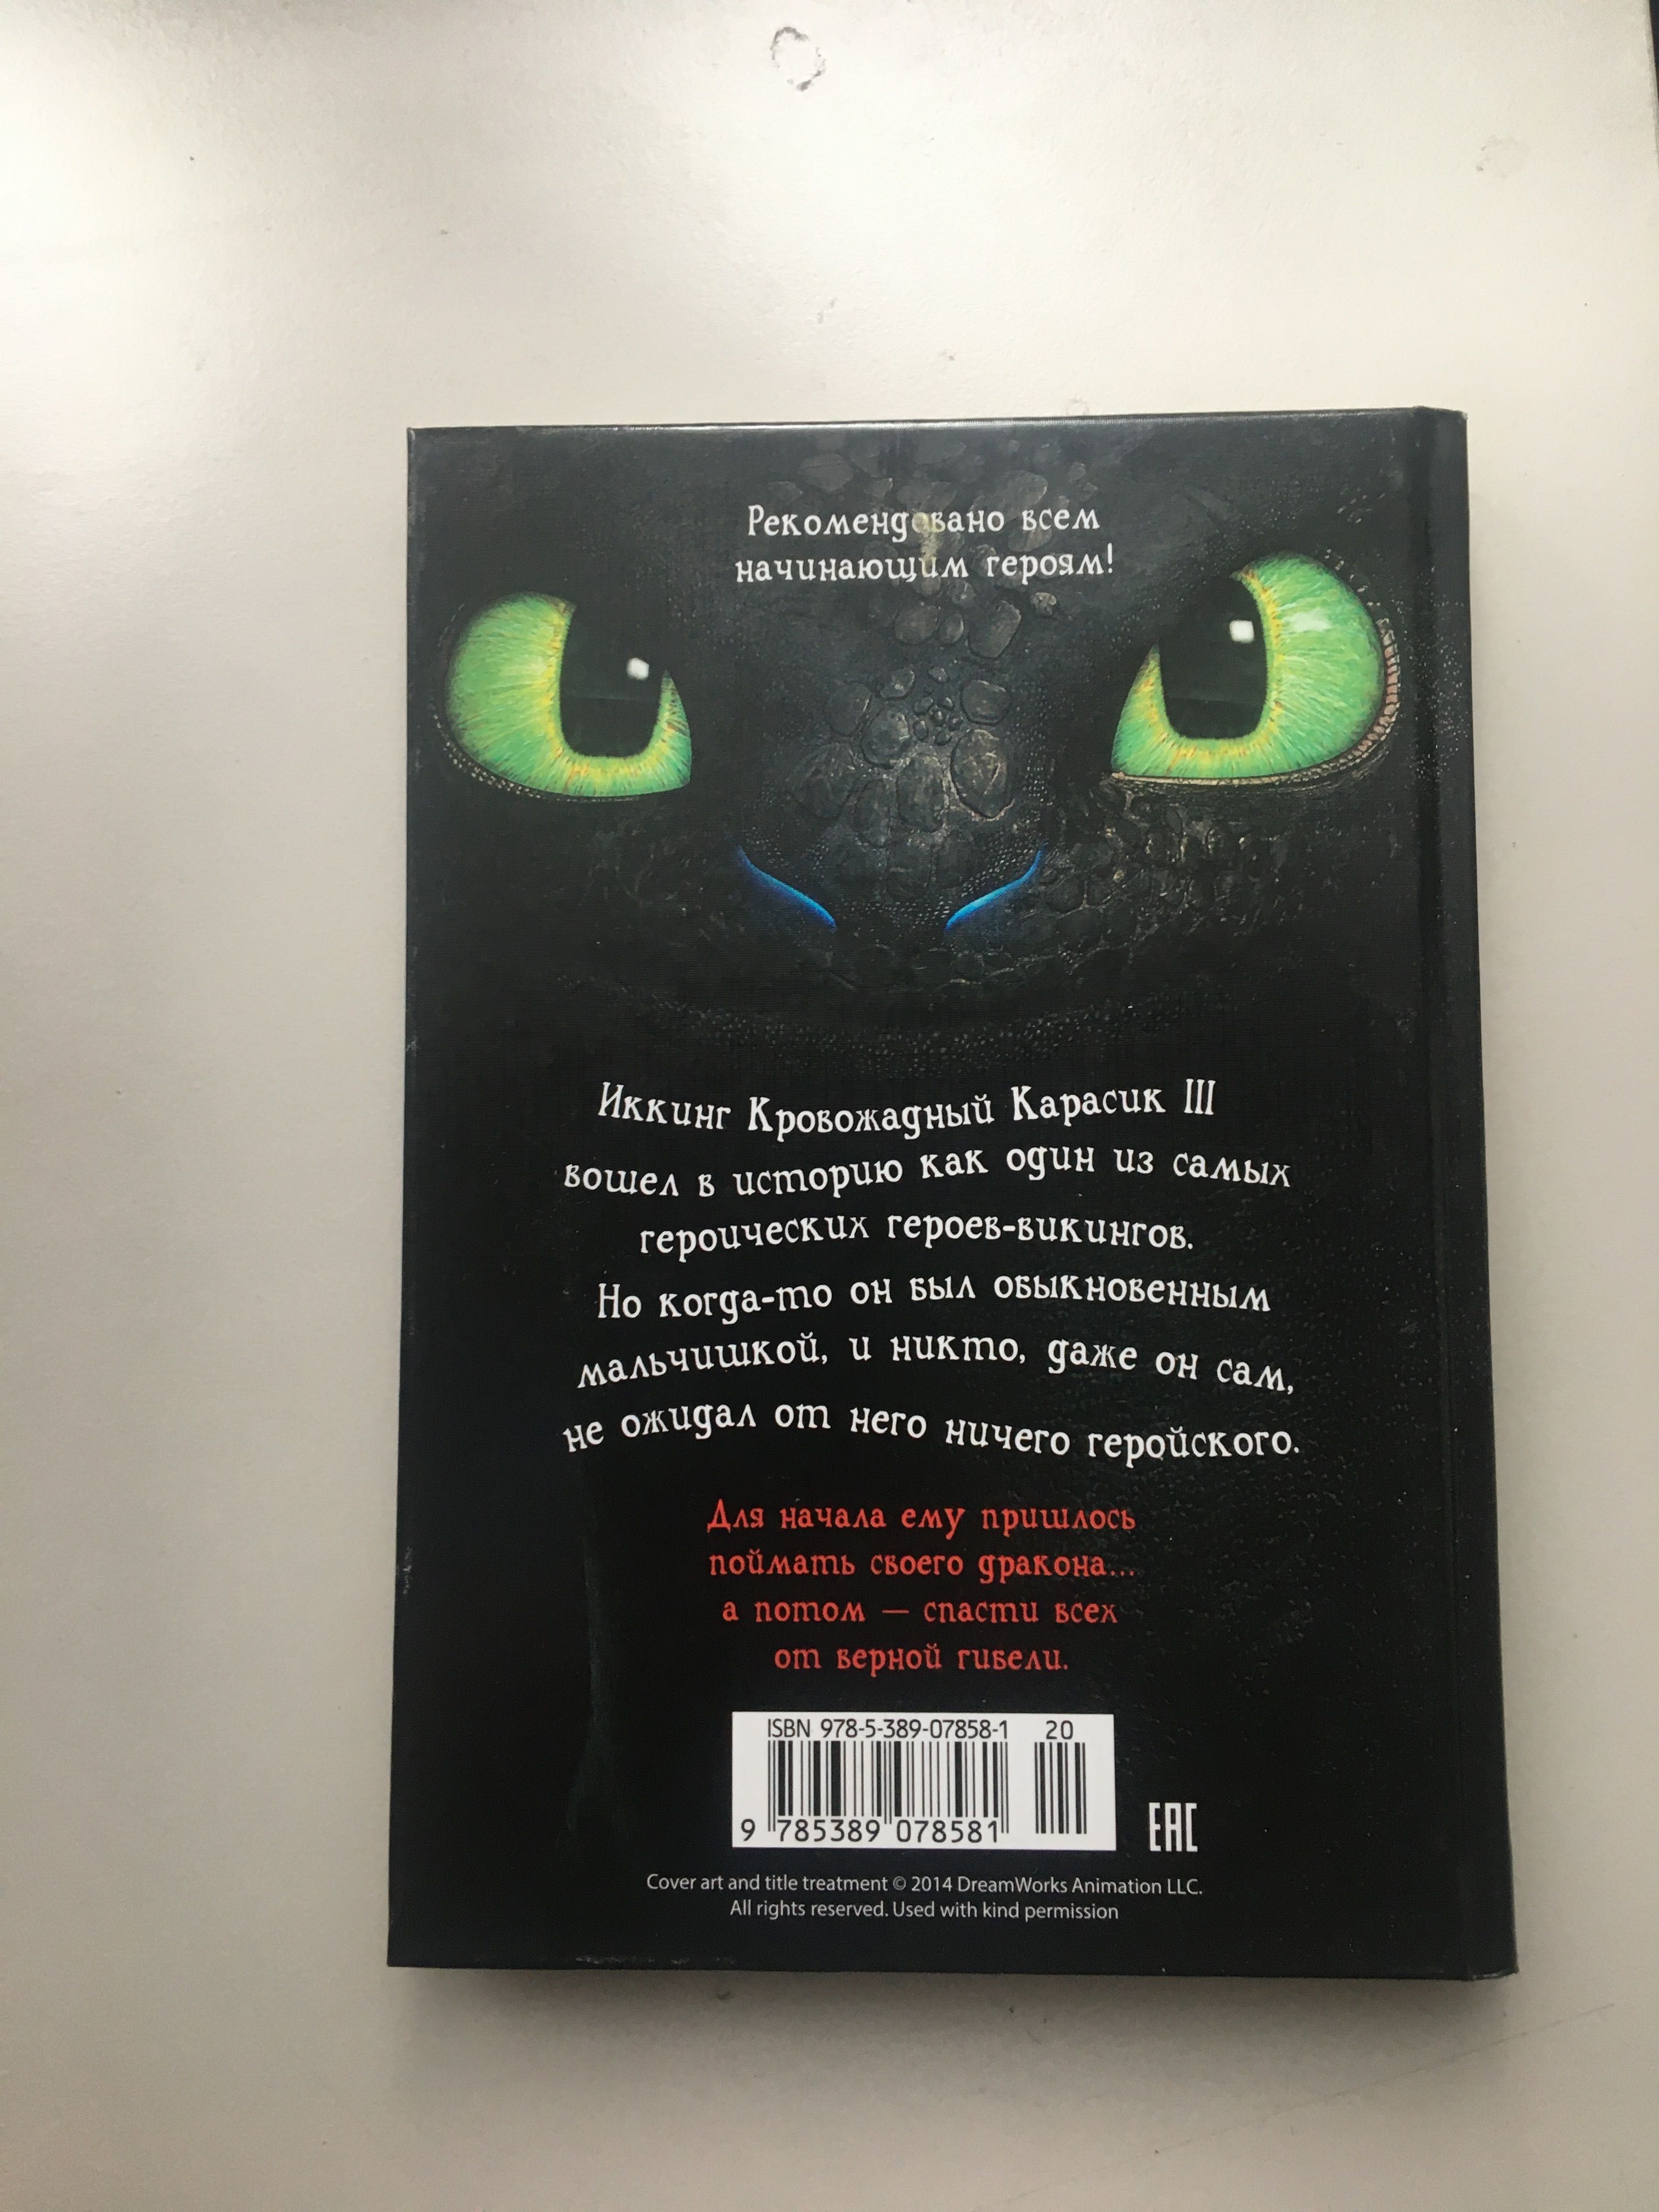 Рекомендовано всем
начинающим героям!
Иккинг Кровожадный Карасик III
вошел в историю как один из самых
героических героев-викингов.
Но когда-то он был обыкновенным
мальчишкой, и никто, даже он сам,
не ожидал от него ничего геройского.
Для начала ему пришлось
поймать своего дракона...
а потом — спасти всех
от верной гибели.
ISBN 978-5-389-07858-1 20
9 785389 078581
EAC
Cover art and title treatment © 2014 DreamWorks Animation LLC.
All rights reserved. Used with kind permission